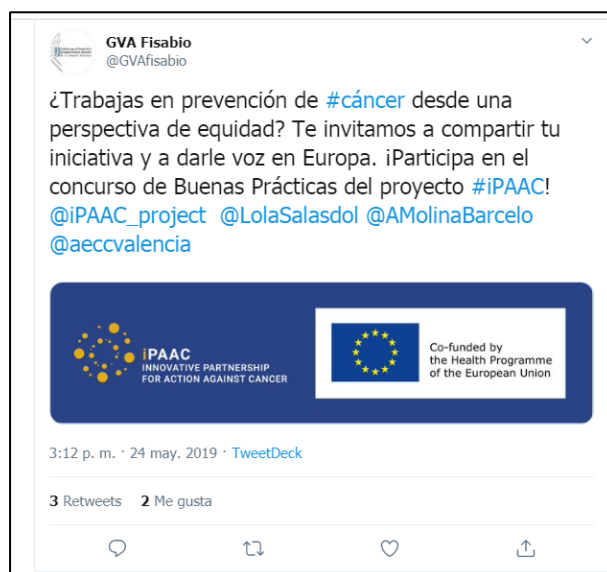 GVA Fisabio
@GVAfisabio
¿Trabajas en prevención de #cáncer desde una
perspectiva de equidad? Te invitamos a compartir tu
iniciativa y a darle voz en Europa. ¡Participa en el
concurso de Buenas Prácticas del proyecto #iPAAC!
@iPAAC_project @LolaSalasdol @AMolinaBarcelo
@aeccvalencia
iPAAC
INNOVATIVE PARTNERSHIP
FOR ACTION AGAINST CANCER
Co-funded by
the Health Programme
of the European Union
3:12 p. m. · 24 may. 2019 · TweetDeck
3 Retweets 2 Me gusta